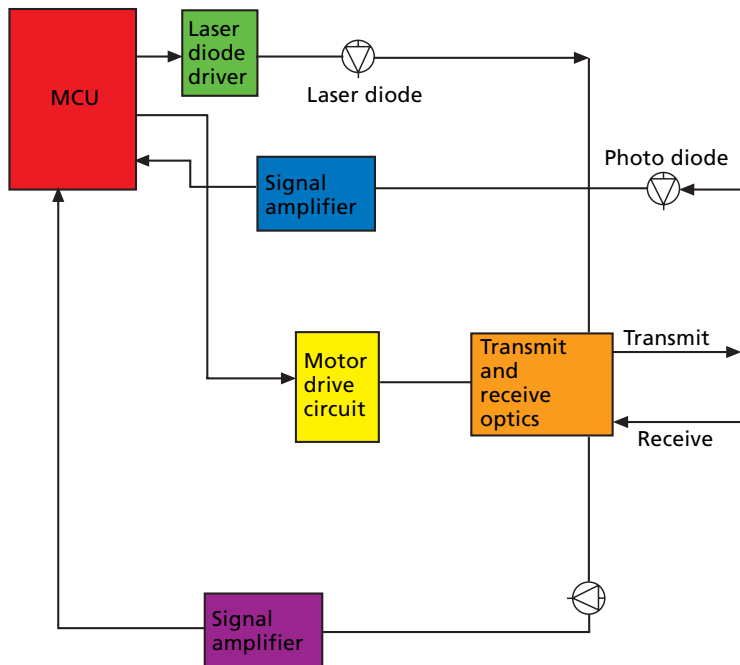 MCU
Laser
diode
driver
Laser diode
Signal
amplifier
Photo diode
Motor
drive
circuit
Transmit
and
receive
optics
Transmit
Receive
Signal
amplifier